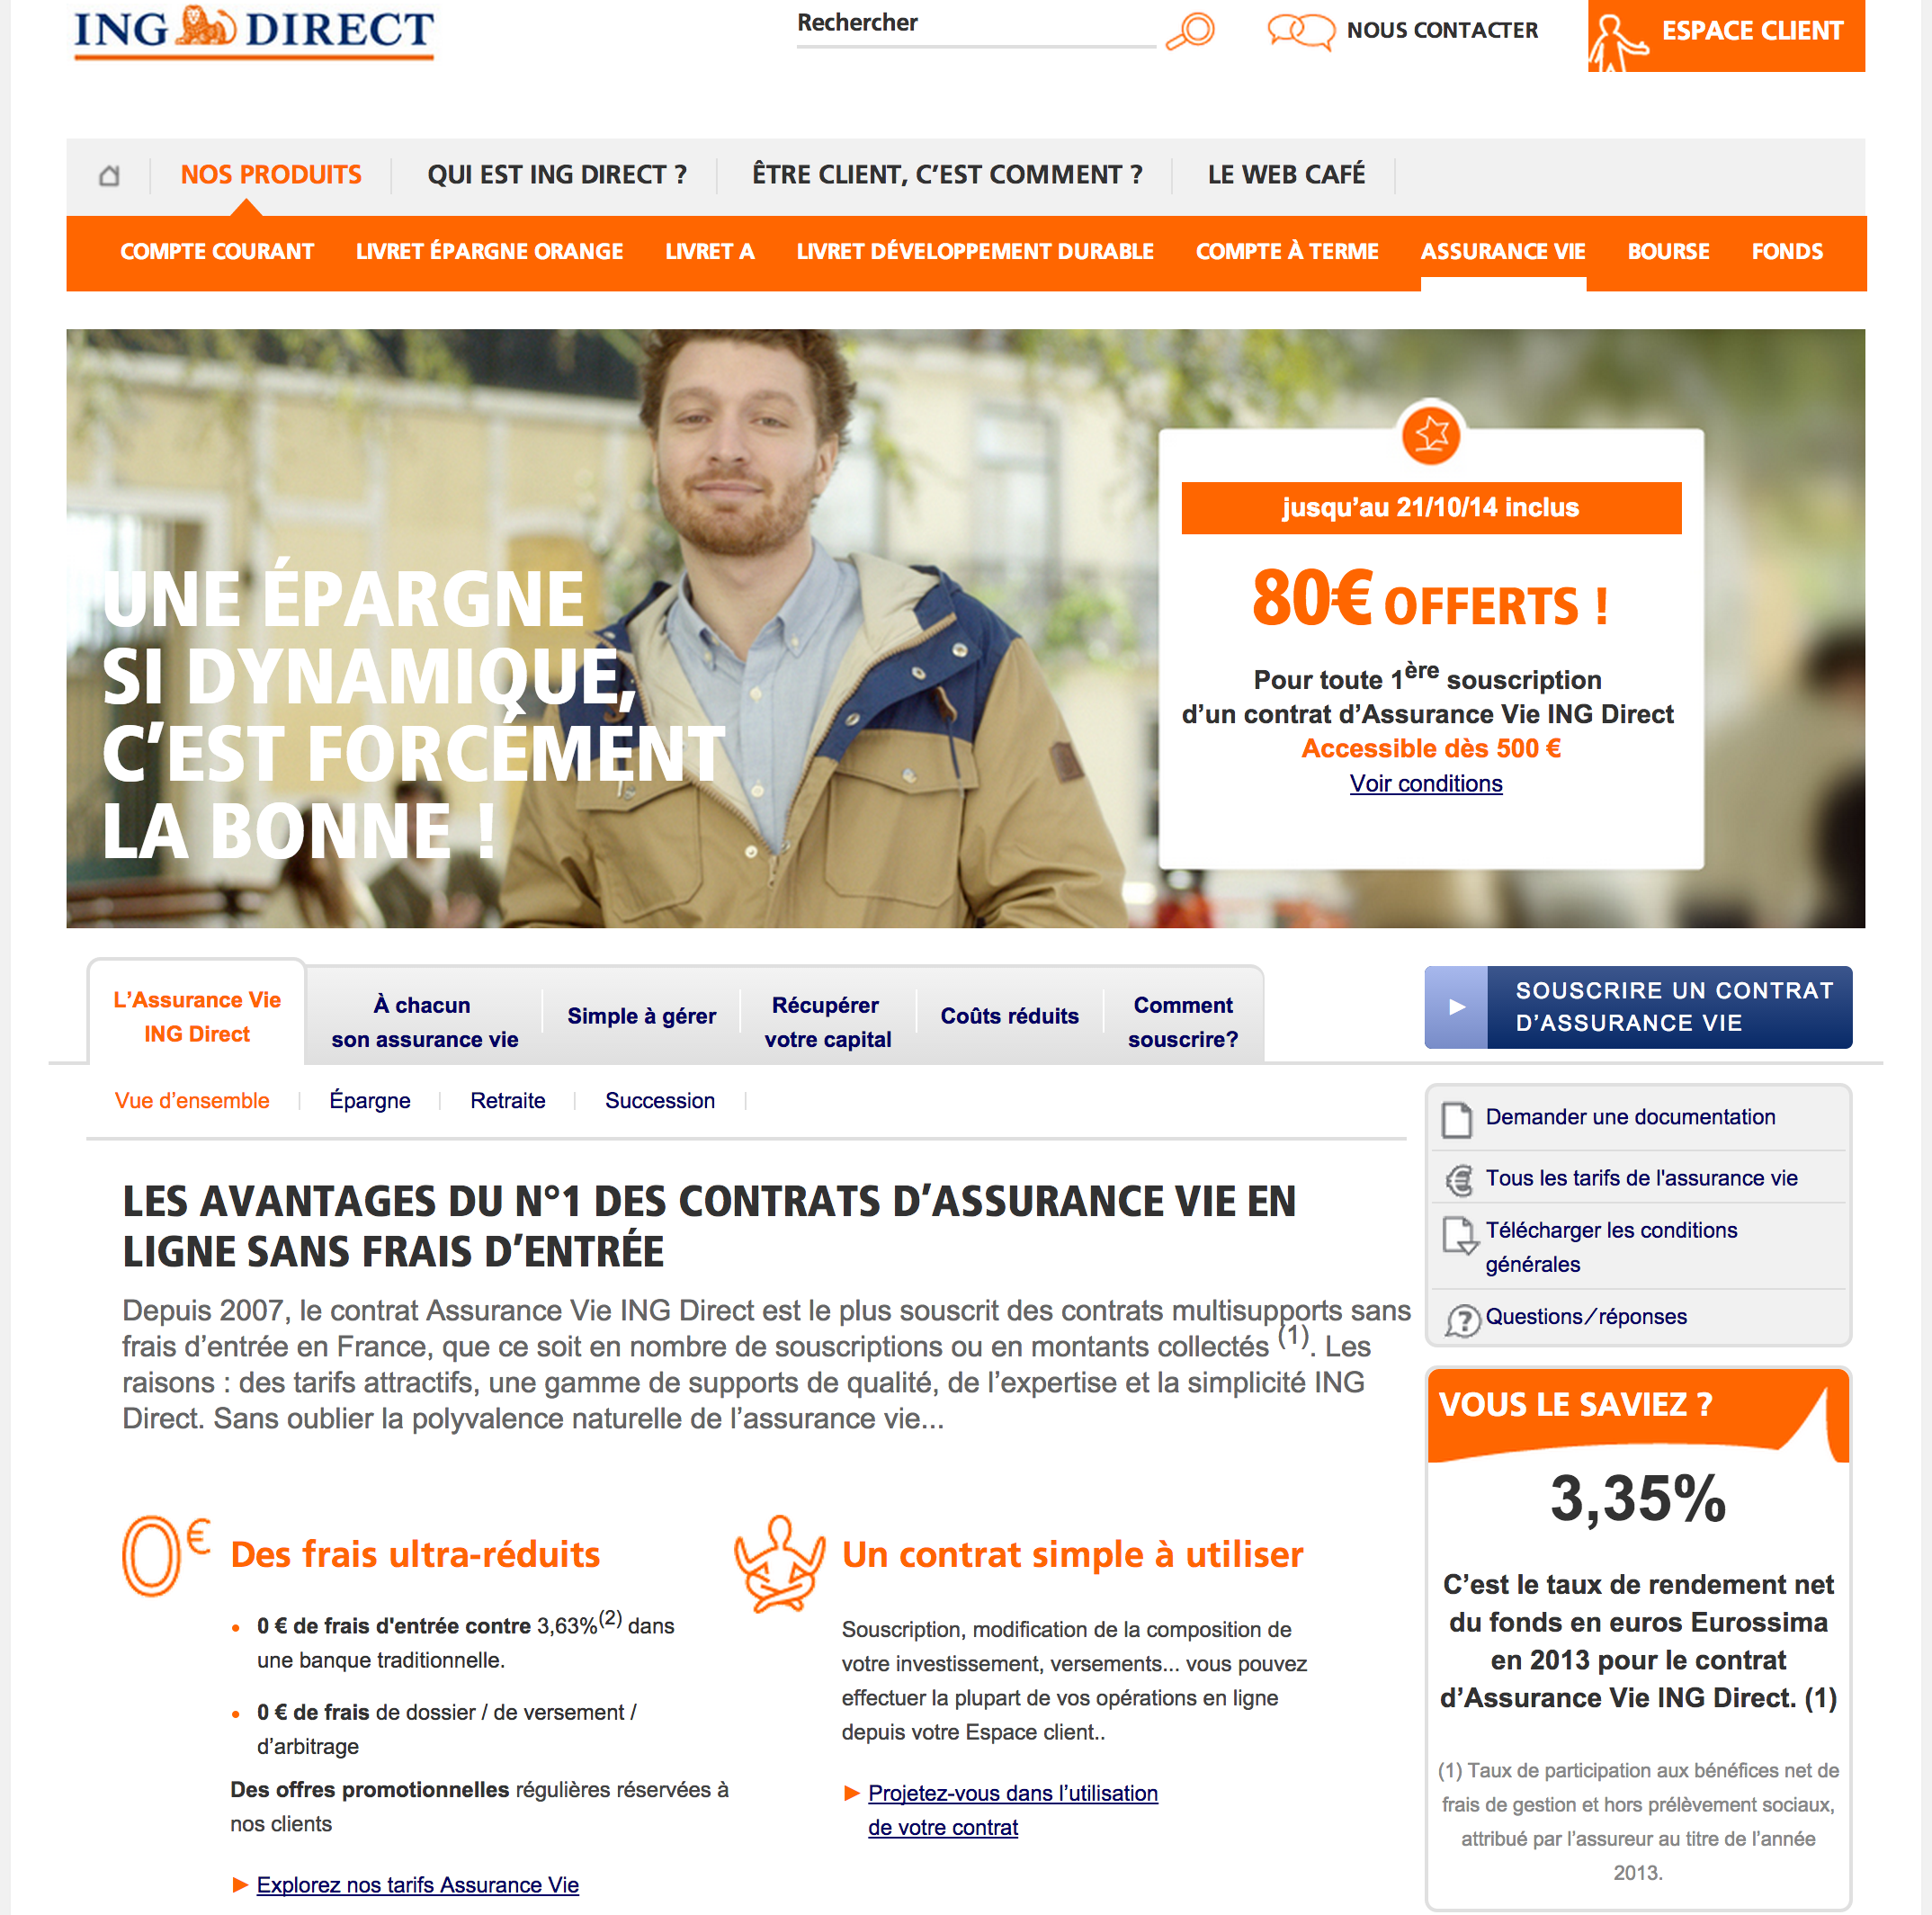 ING DIRECT
Rechercher
NOUS CONTACTER
ESPACE CLIENT
NOS PRODUITS
QUI EST ING DIRECT ?
ÊTRE CLIENT, C’EST COMMENT ?
LE WEB CAFÉ
COMPTE COURANT
LIVRET ÉPARGNE ORANGE
LIVRET A
LIVRET DÉVELOPPEMENT DURABLE
COMPTE À TERME
ASSURANCE VIE
BOURSE
FONDS
UNE ÉPARGNE
SI DYNAMIQUE,
C’EST FORCÉMENT
LA BONNE !
jusqu’au 21/10/14 inclus
80€ OFFERTS !
Pour toute 1ère souscription
d’un contrat d’Assurance Vie ING Direct
Accessible dès 500 €
Voir conditions
L’Assurance Vie
ING Direct
À chacun
son assurance vie
Simple à gérer
Récupérer
votre capital
Coûts réduits
Comment
souscrire?
SOUSCRIRE UN CONTRAT
D’ASSURANCE VIE
Vue d’ensemble
Épargne
Retraite
Succession
LES AVANTAGES DU N°1 DES CONTRATS D’ASSURANCE VIE EN
LIGNE SANS FRAIS D’ENTRÉE
Depuis 2007, le contrat Assurance Vie ING Direct est le plus souscrit des contrats multisupports sans
frais d’entrée en France, que ce soit en nombre de souscriptions ou en montants collectés (1). Les
raisons : des tarifs attractifs, une gamme de supports de qualité, de l’expertise et la simplicité ING
Direct. Sans oublier la polyvalence naturelle de l’assurance vie...
0€
Des frais ultra-réduits
0 € de frais d'entrée contre 3,63%(2) dans
une banque traditionnelle.
0 € de frais de dossier / de versement /
d’arbitrage
Des offres promotionnelles régulières réservées à
nos clients
Explorez nos tarifs Assurance Vie
Un contrat simple à utiliser
Souscription, modification de la composition de
votre investissement, versements... vous pouvez
effectuer la plupart de vos opérations en ligne
depuis votre Espace client..
Projetez-vous dans l’utilisation
de votre contrat
Demander une documentation
€
Tous les tarifs de l'assurance vie
Télécharger les conditions
générales
?
Questions/réponses
VOUS LE SAVIEZ ?
3,35%
C’est le taux de rendement net
du fonds en euros Eurossima
en 2013 pour le contrat
d’Assurance Vie ING Direct. (1)
(1) Taux de participation aux bénéfices net de
frais de gestion et hors prélèvement sociaux,
attribué par l’assureur au titre de l’année
2013.